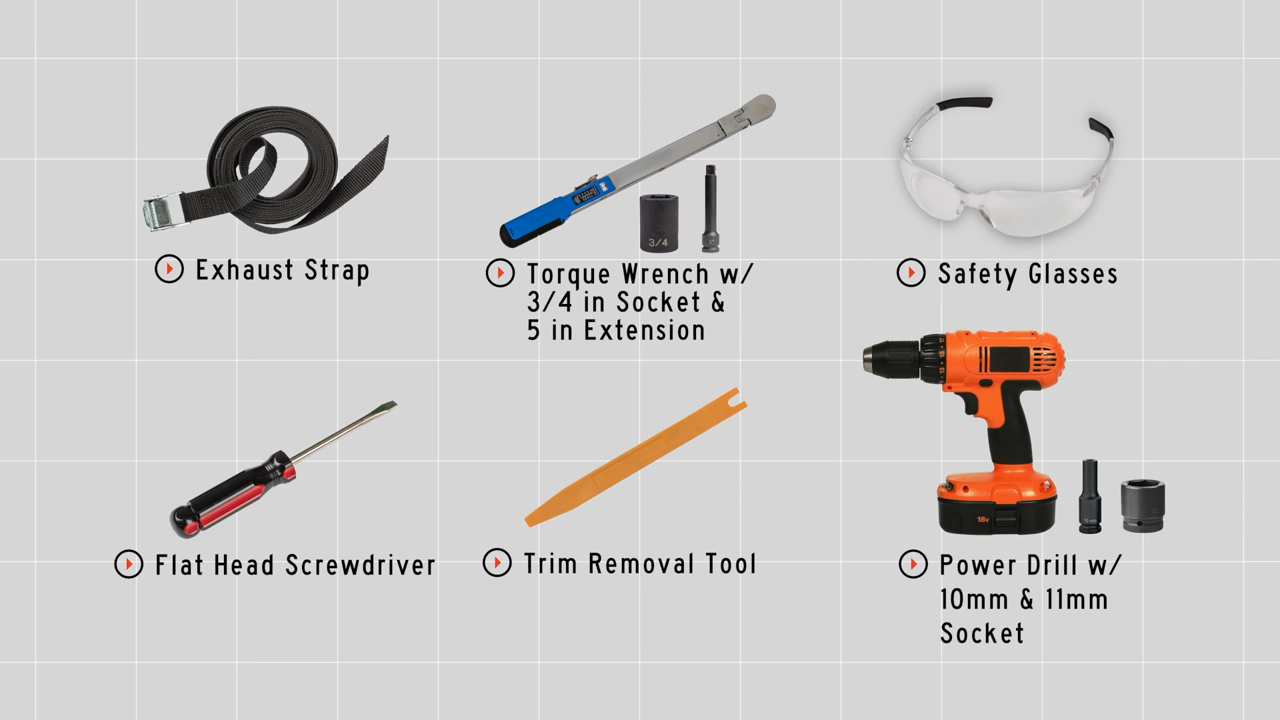 Exhaust Strap
Torque Wrench w/
3/4 in Socket &
5 in Extension
Safety Glasses
3/4
Flat Head Screwdriver
Trim Removal Tool
Power Drill w/
10mm & 11mm
Socket
18v